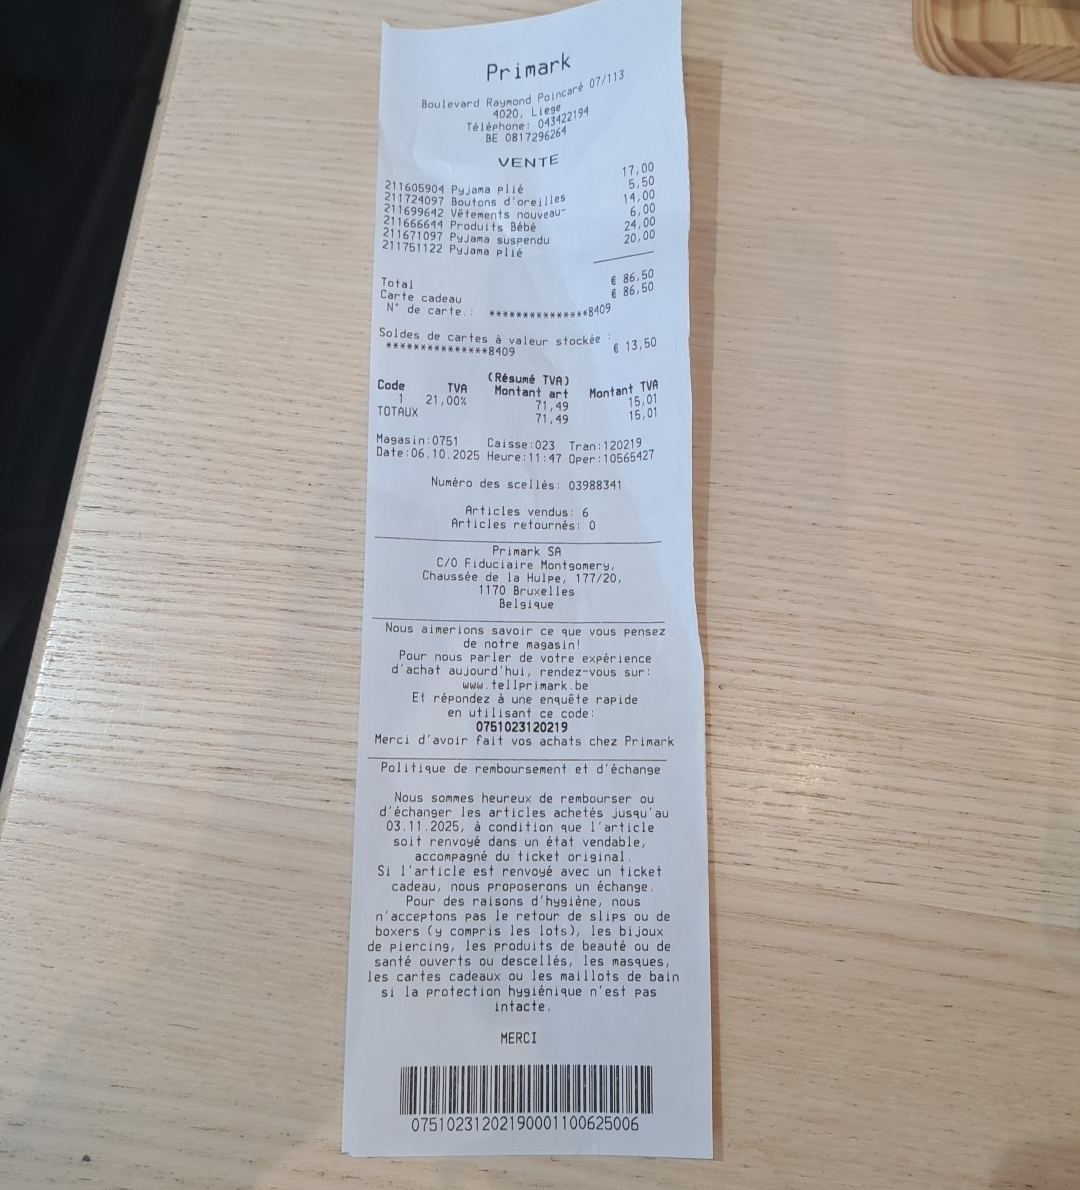 Primark
Boulevard Raymond Poincaré 07/113
4020, Liege
Téléphone: 043422194
BE 0817296264
VENTE
211605904 Pyjama plié 17,00
211724097 Boutons d'oreilles 5,50
211699642 Vêtements nouveau- 14,00
211666644 Produits Bébé 6,00
211671097 Pyjama suspendu 24,00
211751122 Pyjama plié 20,00
Total € 86,50
Carte cadeau € 86,50
N° de carte.: ***************8409
Soldes de cartes à valeur stockée :
***************8409 € 13,50
(Résumé TVA)
Code TVA Montant art Montant TVA
1 21,00% 71,49 15,01
TOTAUX 71,49 15,01
Magasin:0751 Caisse:023 Tran:120219
Date:06.10.2025 Heure:11:47 Oper:10565427
Numéro des scellés: 03988341
Articles vendus: 6
Articles retournés: 0
Primark SA
C/O Fiduciaire Montgomery,
Chaussée de la Hulpe, 177/20,
1170 Bruxelles
Belgique
Nous aimerions savoir ce que vous pensez
de notre magasin!
Pour nous parler de votre expérience
d'achat aujourd'hui, rendez-vous sur:
www.tellprimark.be
Et répondez à une enquête rapide
en utilisant ce code:
0751023120219
Merci d'avoir fait vos achats chez Primark
Politique de remboursement et d'échange
Nous sommes heureux de rembourser ou
d'échanger les articles achetés jusqu'au
03.11.2025, à condition que l'article
soit renvoyé dans un état vendable,
accompagné du ticket original.
Si l'article est renvoyé avec un ticket
cadeau, nous proposerons un échange.
Pour des raisons d'hygiène, nous
n'acceptons pas le retour de slips ou de
boxers (y compris les lots), les bijoux
de piercing, les produits de beauté ou de
santé ouverts ou descellés, les masques,
les cartes cadeaux ou les maillots de bain
si la protection hygiénique n'est pas
intacte.
MERCI
07510231202190001100625006